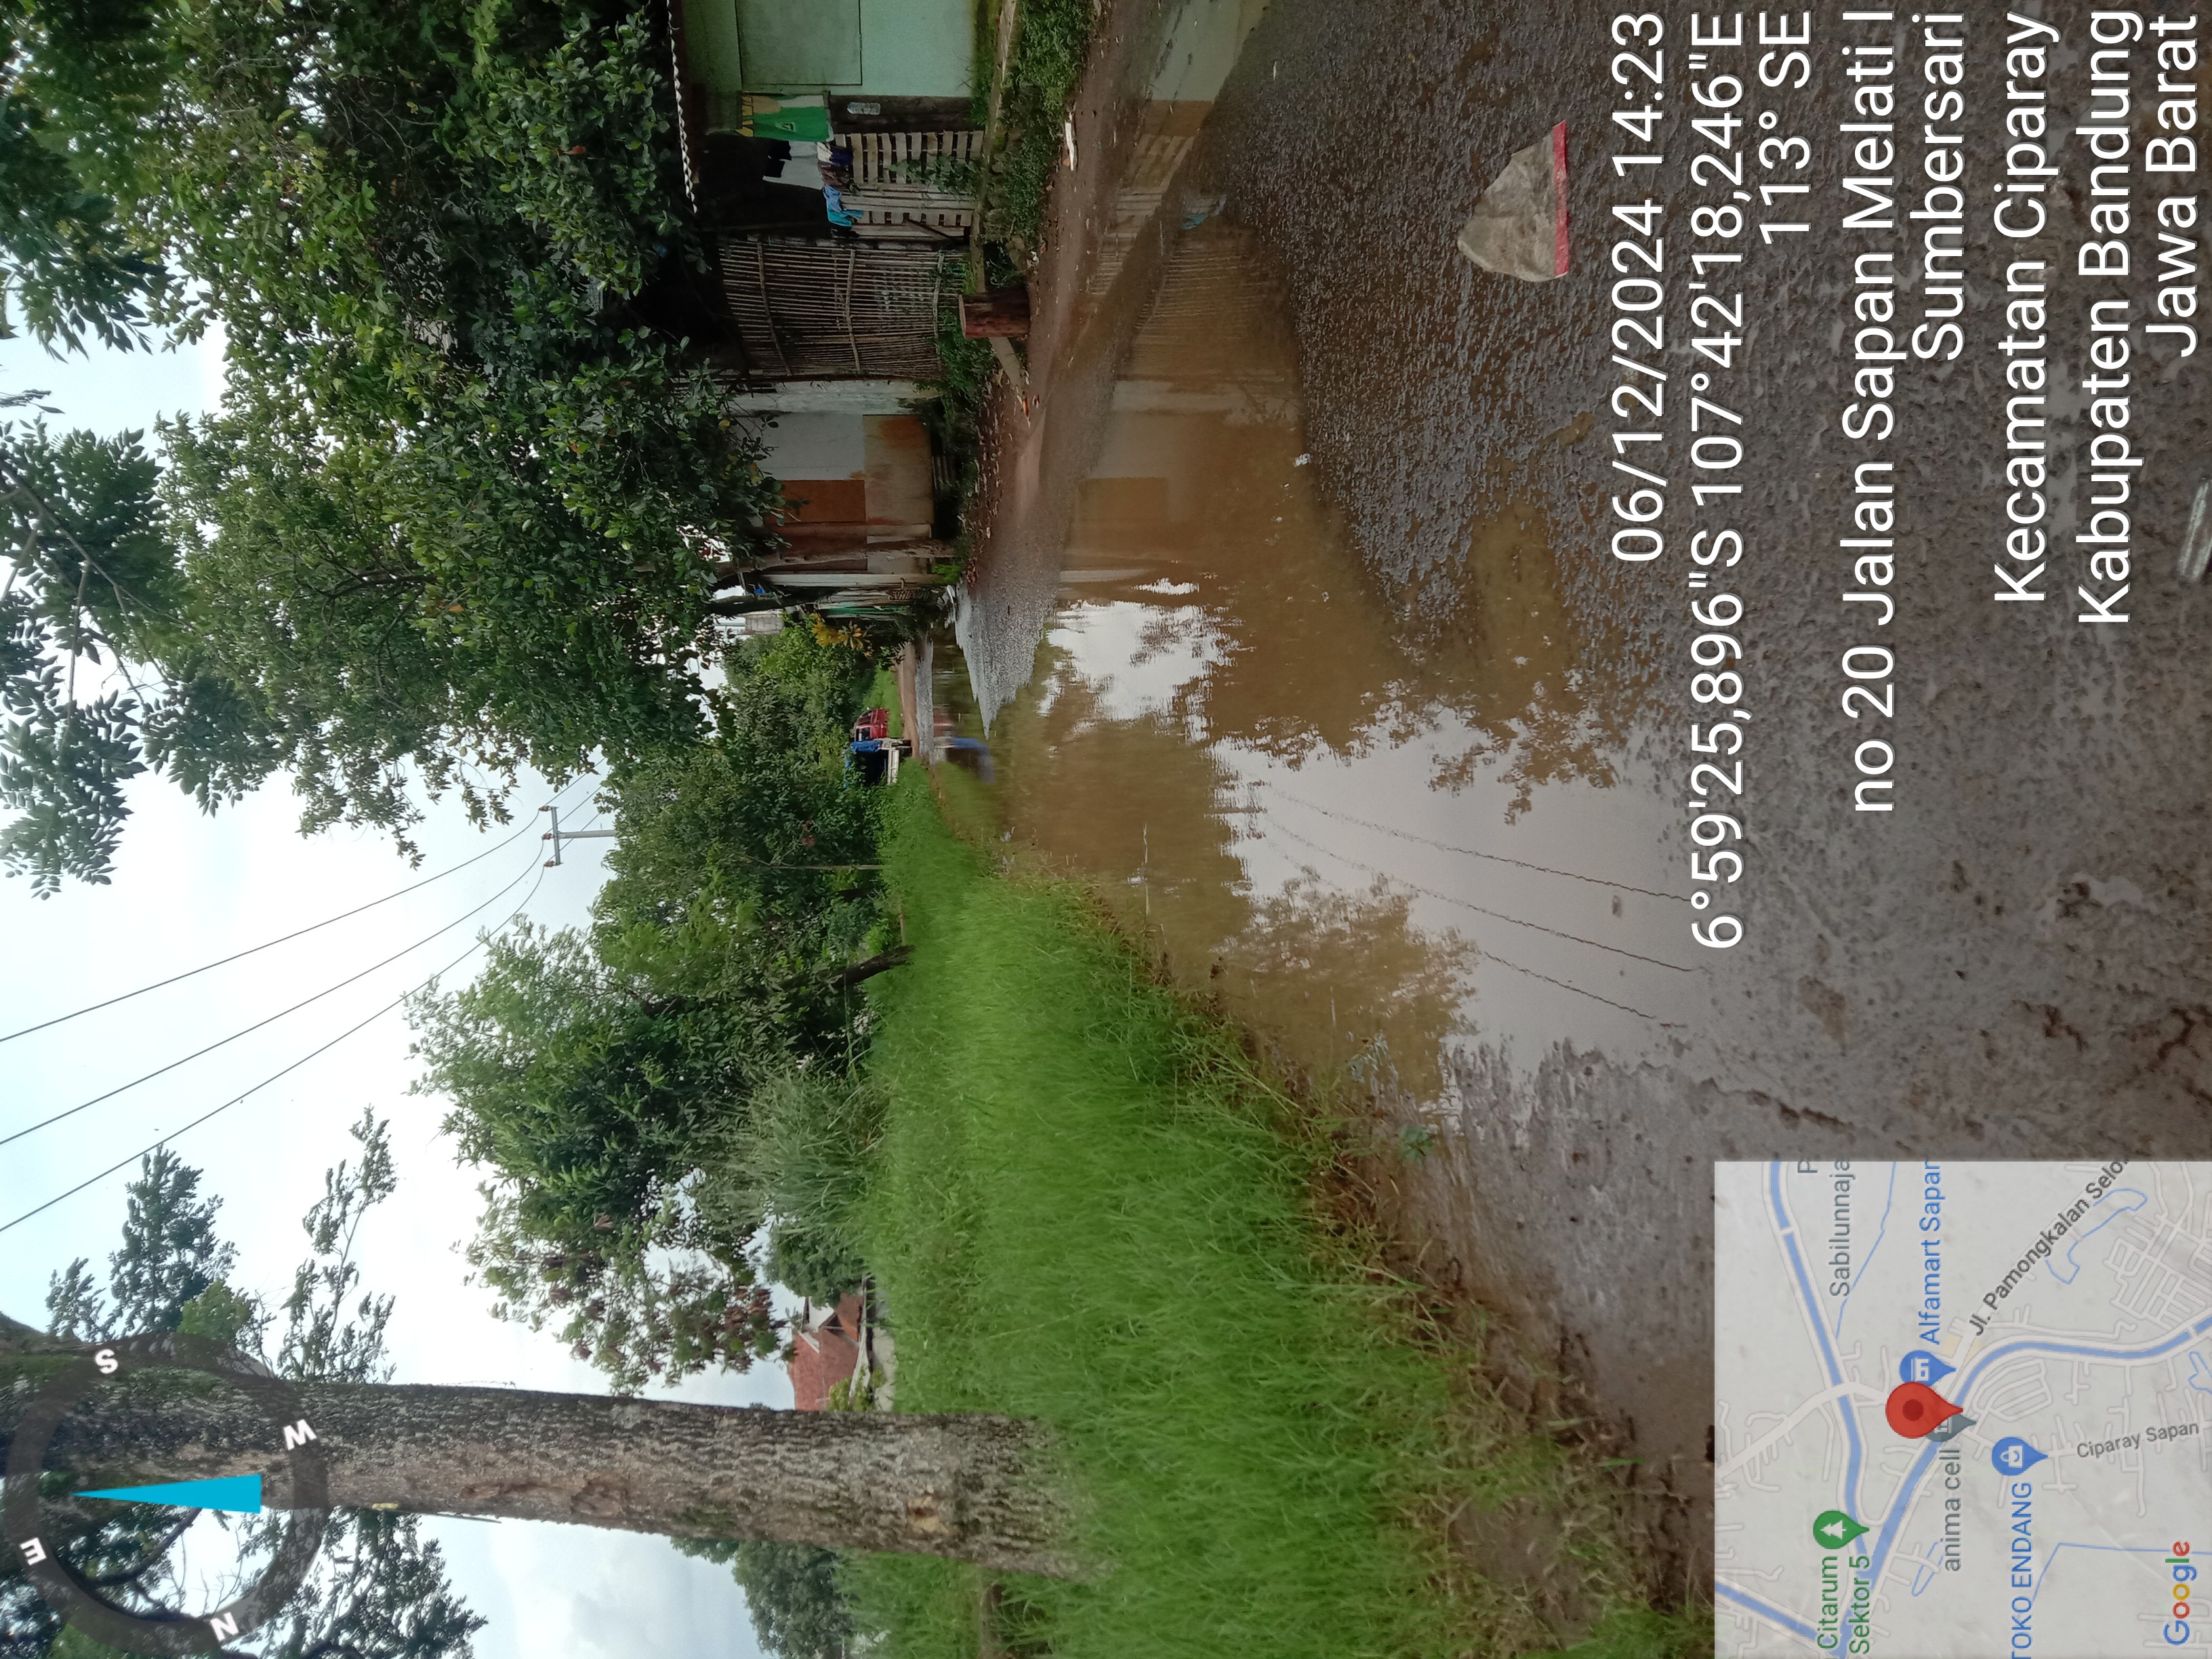 E
S
N
W
06/12/2024 14:23
6°59'25,896"S 107°42'18,246"E
113° SE
no 20 Jalan Sapan Melati I
Sumbersari
Kecamatan Ciparay
Kabupaten Bandung
Jawa Barat
Citarum
Sektor 5
P
Sabilunnaja
Alfamart Sapan
anima cell
Jl. Pamongkalan Selo
TOKO ENDANG
Ciparay Sapan
Google